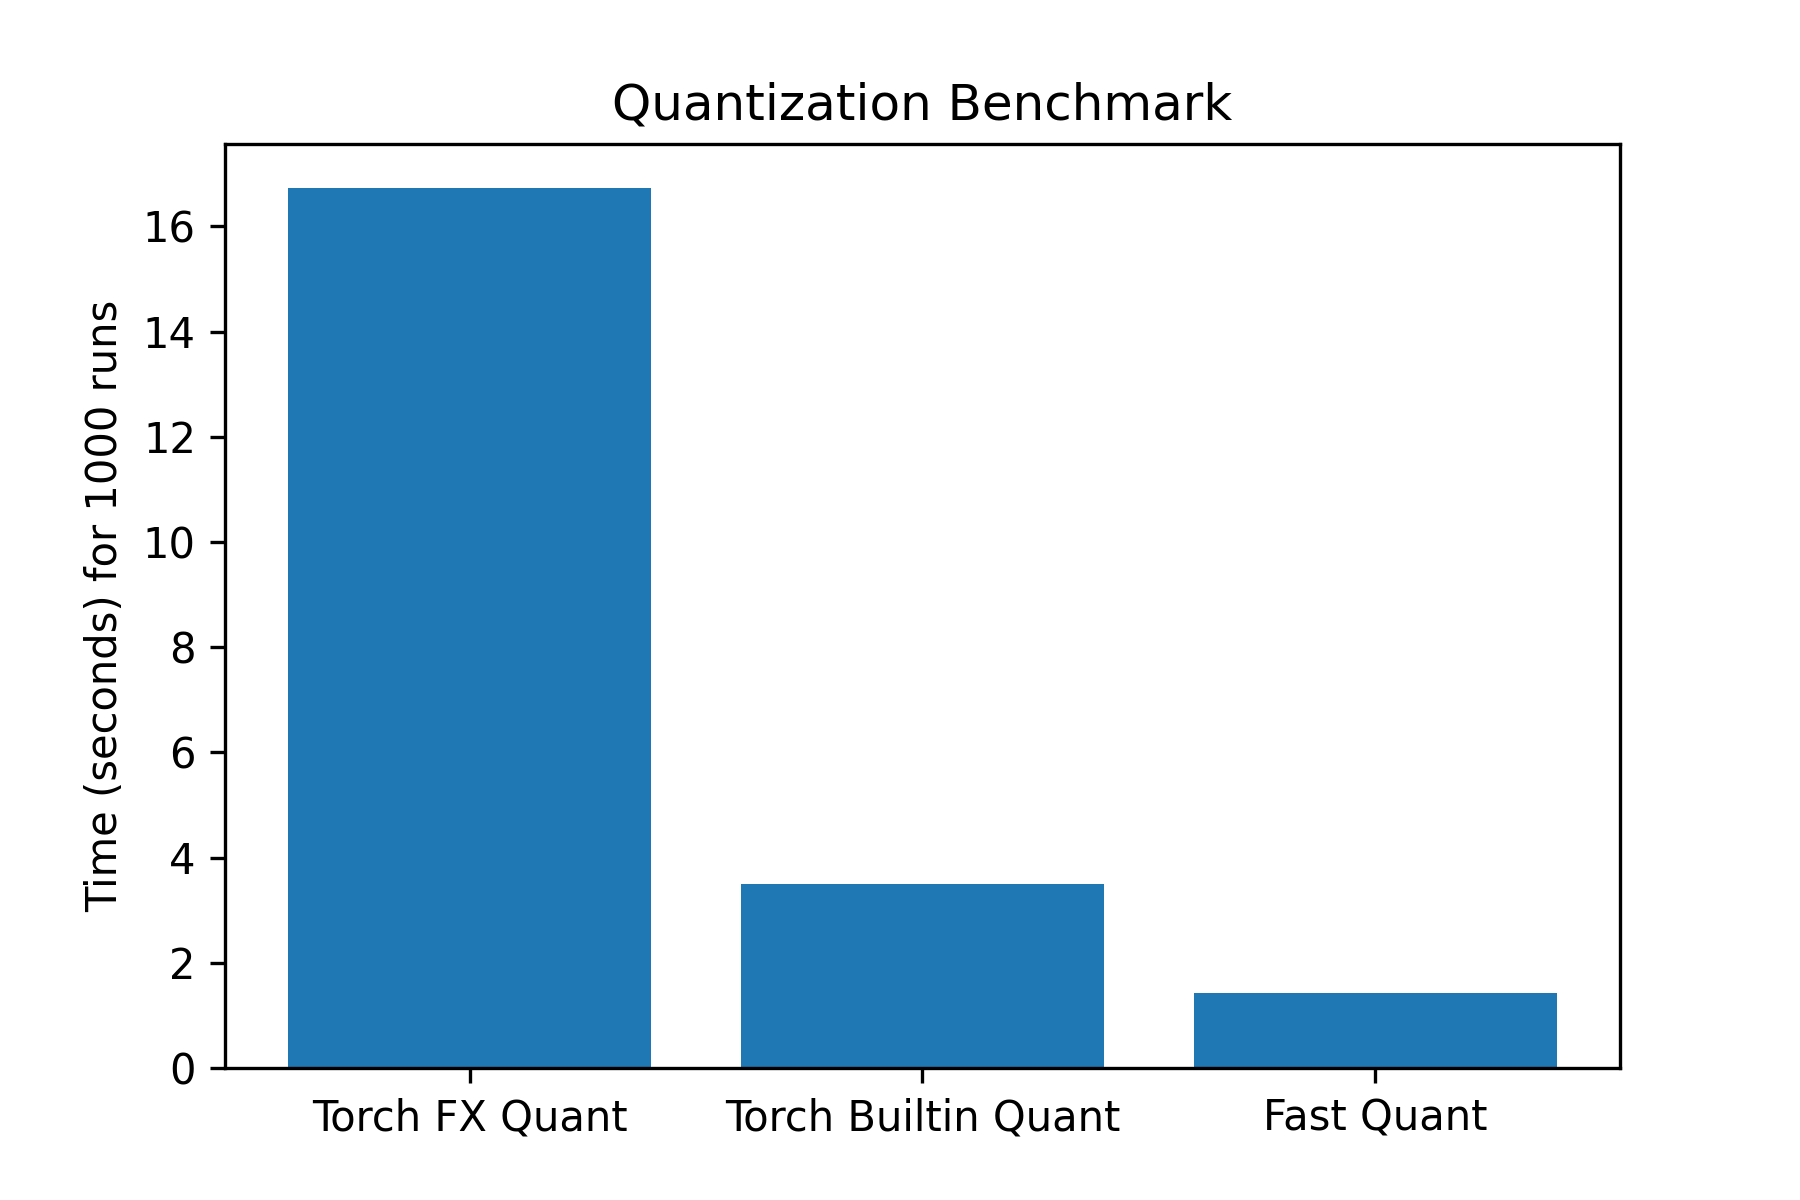 Quantization Benchmark
Time (seconds) for 1000 runs
16
14
12
10
8
6
4
2
0
Torch FX Quant
Torch Builtin Quant
Fast Quant